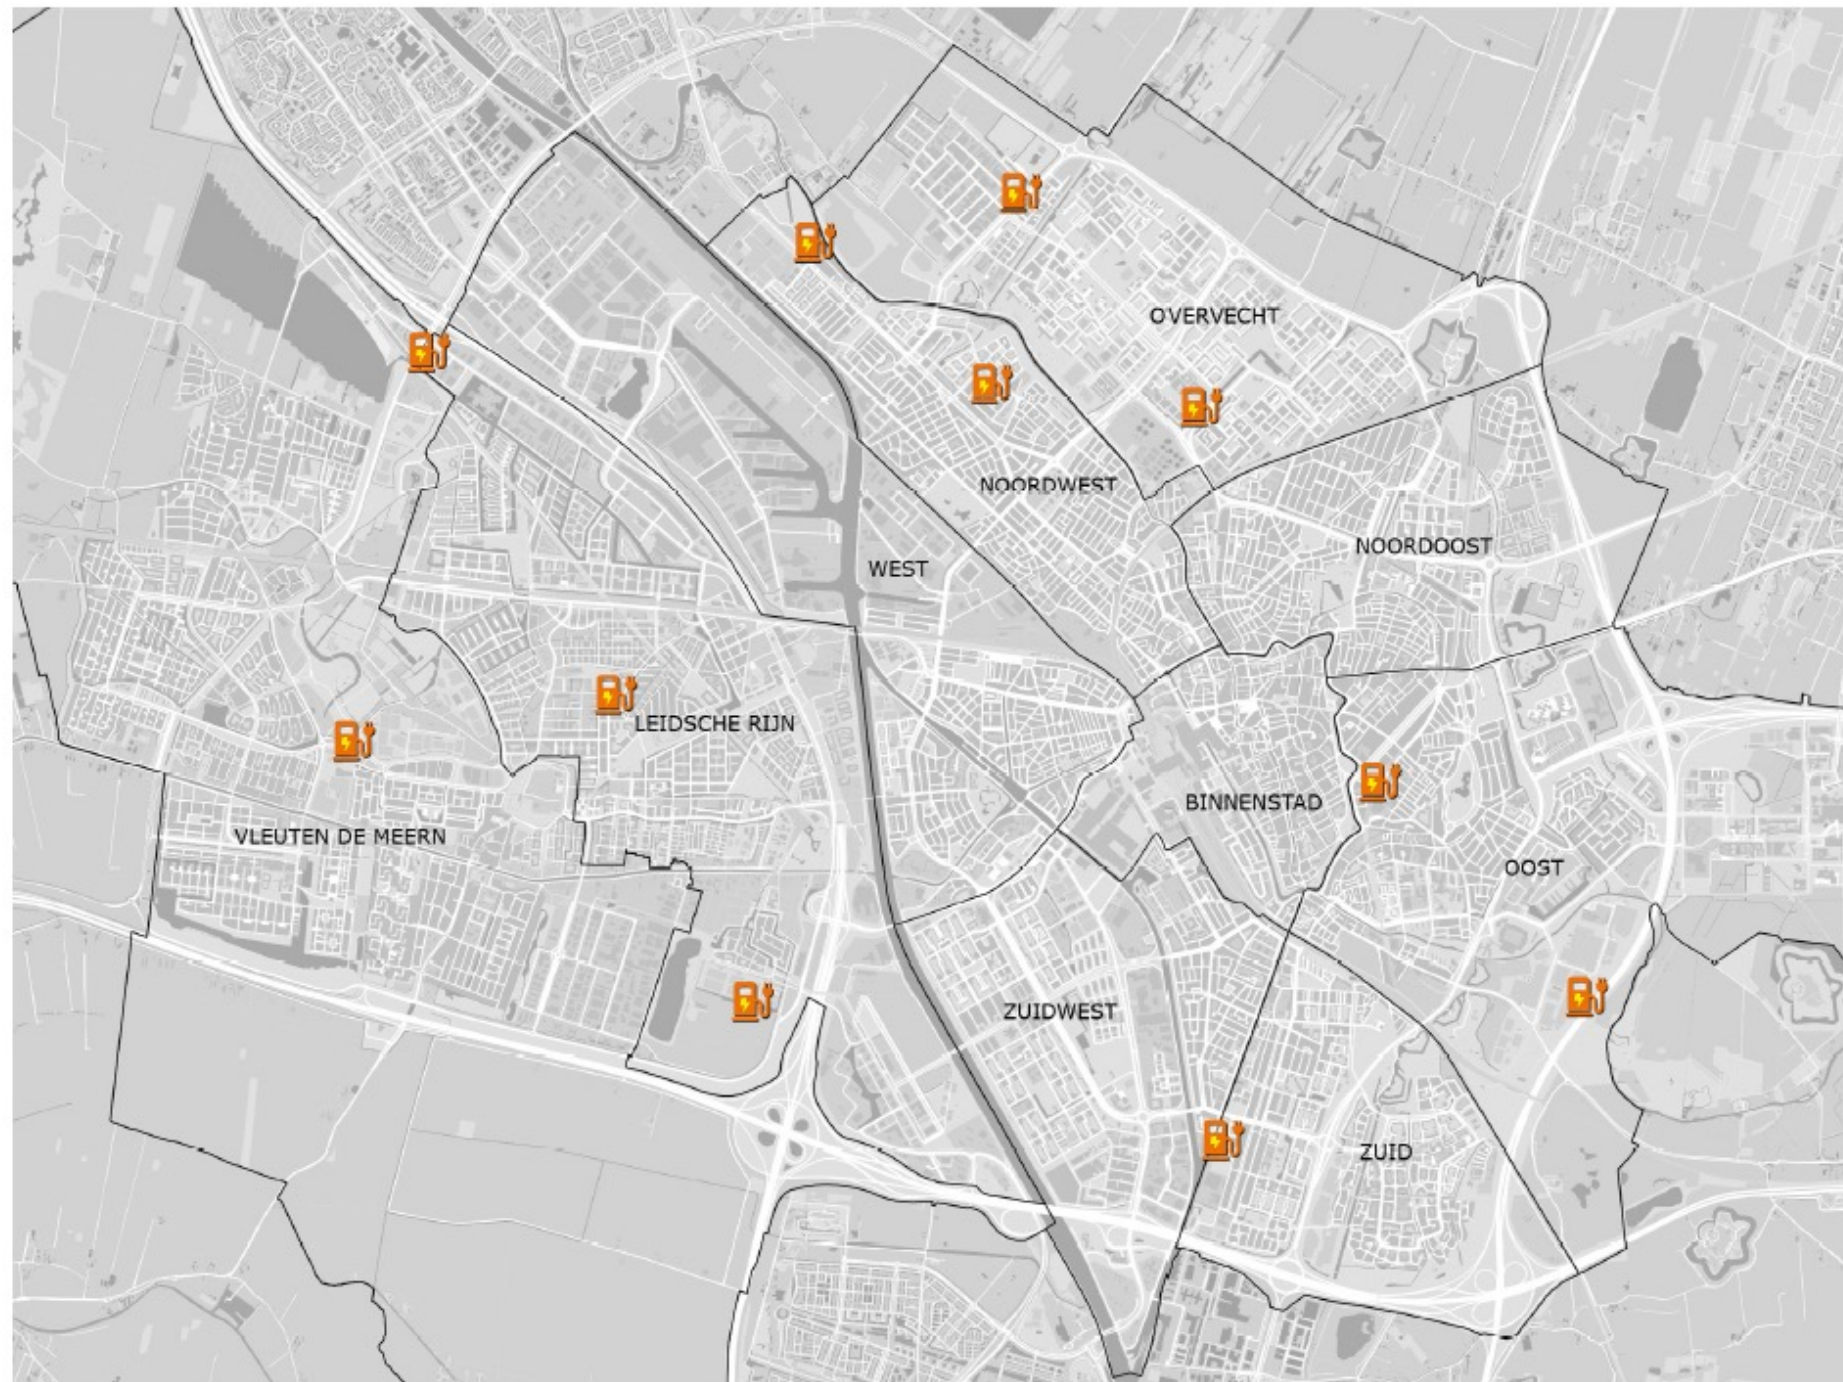 OVERVECHT
NOORDWEST
NOORDOOST
WEST
LEIDSCHE RIJN
BINNENSTAD
VLEUTEN DE MEERN
OOST
ZUIDWEST
ZUID